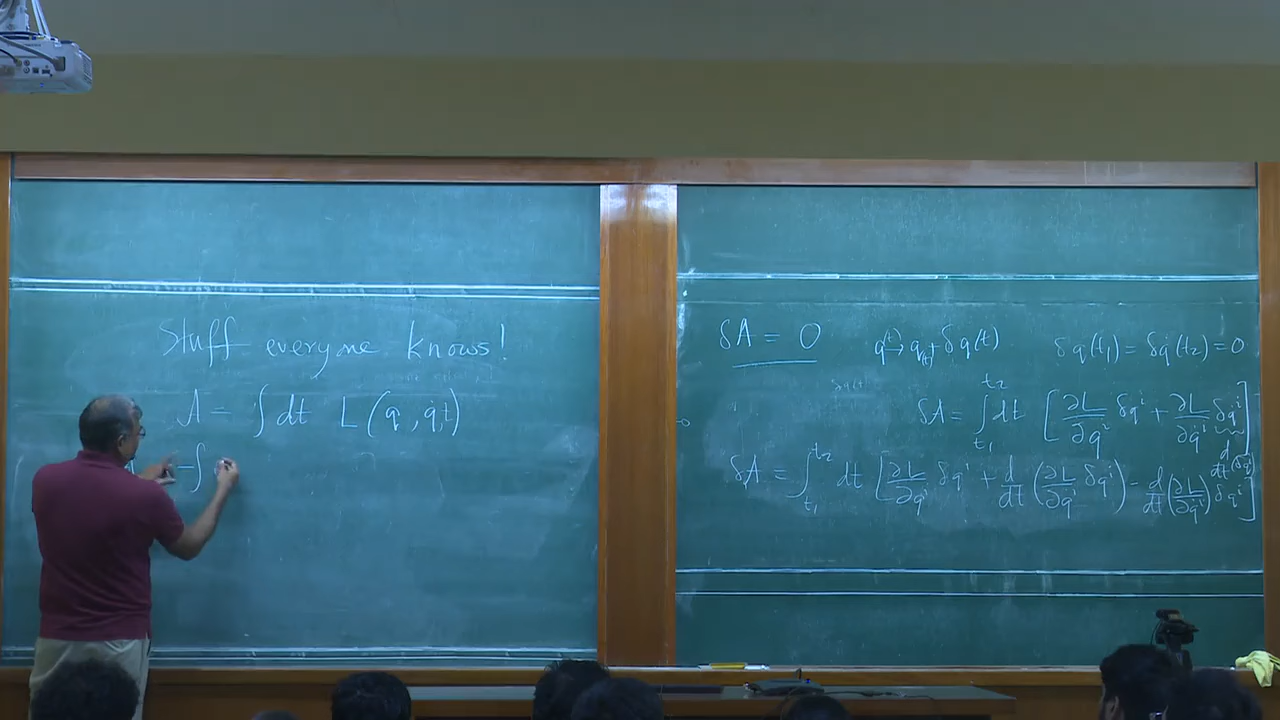 Stuff everyone knows!
A = ∫ dt L(q, q̇, t)
= ∫
δA = 0
q(t) → q(t) + δq(t)
δq(t₁) = δq(t₂) = 0
δA = ∫_{t₁}^{t₂} dt [∂L/∂qⁱ δqⁱ + ∂L/∂q̇ⁱ δq̇ⁱ]
d/dt(δqⁱ)
δA = ∫_{t₁}^{t₂} dt [∂L/∂qⁱ δqⁱ + d/dt (∂L/∂q̇ⁱ δqⁱ) - d/dt (∂L/∂q̇ⁱ) δqⁱ]